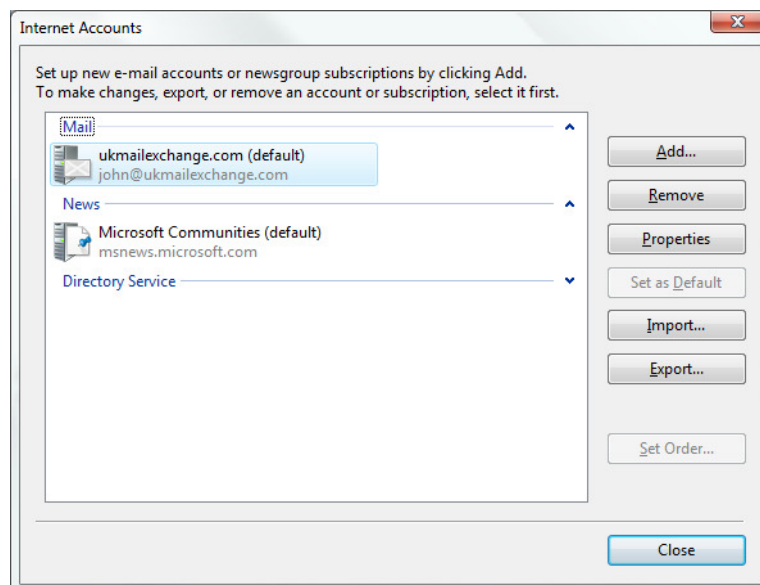 Internet Accounts
Set up new e-mail accounts or newsgroup subscriptions by clicking Add.
To make changes, export, or remove an account or subscription, select it first.
Mail
ukmailexchange.com (default)
john@ukmailexchange.com
News
Microsoft Communities (default)
msnews.microsoft.com
Directory Service
Add...
Remove
Properties
Set as Default
Import...
Export...
Set Order...
Close